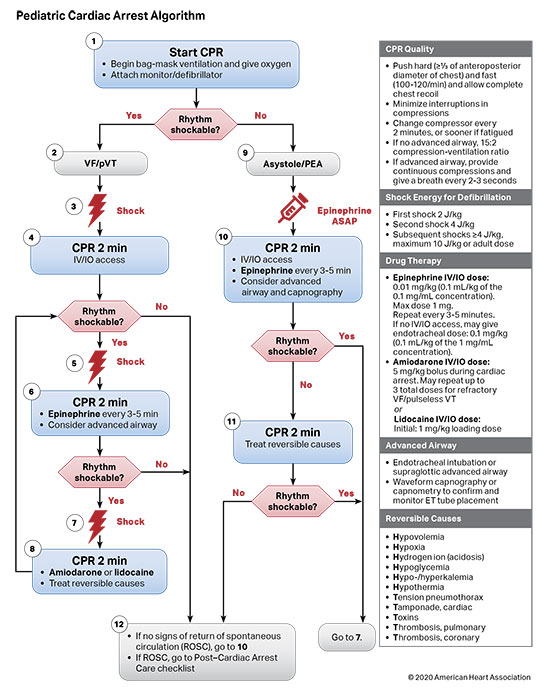 Pediatric Cardiac Arrest Algorithm
1
Start CPR
• Begin bag-mask ventilation and give oxygen
• Attach monitor/defibrillator
Yes
Rhythm
shockable?
No
2
VF/pVT
9
Asystole/PEA
3
Shock
Epinephrine
ASAP
4
CPR 2 min
IV/IO access
10
CPR 2 min
• IV/IO access
• Epinephrine every 3-5 min
• Consider advanced
airway and capnography
Rhythm
shockable?
No
Yes
Rhythm
shockable?
Yes
No
5
Shock
6
CPR 2 min
• Epinephrine every 3-5 min
• Consider advanced airway
11
CPR 2 min
Treat reversible causes
Rhythm
shockable?
No
Yes
No
Rhythm
shockable?
Yes
7
Shock
8
CPR 2 min
• Amiodarone or lidocaine
• Treat reversible causes
12
• If no signs of return of spontaneous
circulation (ROSC), go to 10
• If ROSC, go to Post–Cardiac Arrest
Care checklist
Go to 7.
CPR Quality
• Push hard (≥⅓ of anteroposterior
diameter of chest) and fast
(100-120/min) and allow complete
chest recoil
• Minimize interruptions in
compressions
• Change compressor every
2 minutes, or sooner if fatigued
• If no advanced airway, 15:2
compression-ventilation ratio
• If advanced airway, provide
continuous compressions and
give a breath every 2-3 seconds
Shock Energy for Defibrillation
• First shock 2 J/kg
• Second shock 4 J/kg
• Subsequent shocks ≥4 J/kg,
maximum 10 J/kg or adult dose
Drug Therapy
• Epinephrine IV/IO dose:
0.01 mg/kg (0.1 mL/kg of the
0.1 mg/mL concentration).
Max dose 1 mg.
Repeat every 3-5 minutes.
If no IV/IO access, may give
endotracheal dose: 0.1 mg/kg
(0.1 mL/kg of the 1 mg/mL
concentration).
• Amiodarone IV/IO dose:
5 mg/kg bolus during cardiac
arrest. May repeat up to
3 total doses for refractory
VF/pulseless VT
or
Lidocaine IV/IO dose:
Initial: 1 mg/kg loading dose
Advanced Airway
• Endotracheal intubation or
supraglottic advanced airway
• Waveform capnography or
capnometry to confirm and
monitor ET tube placement
Reversible Causes
• Hypovolemia
• Hypoxia
• Hydrogen ion (acidosis)
• Hypoglycemia
• Hypo-/hyperkalemia
• Hypothermia
• Tension pneumothorax
• Tamponade, cardiac
• Toxins
• Thrombosis, pulmonary
• Thrombosis, coronary
© 2020 American Heart Association